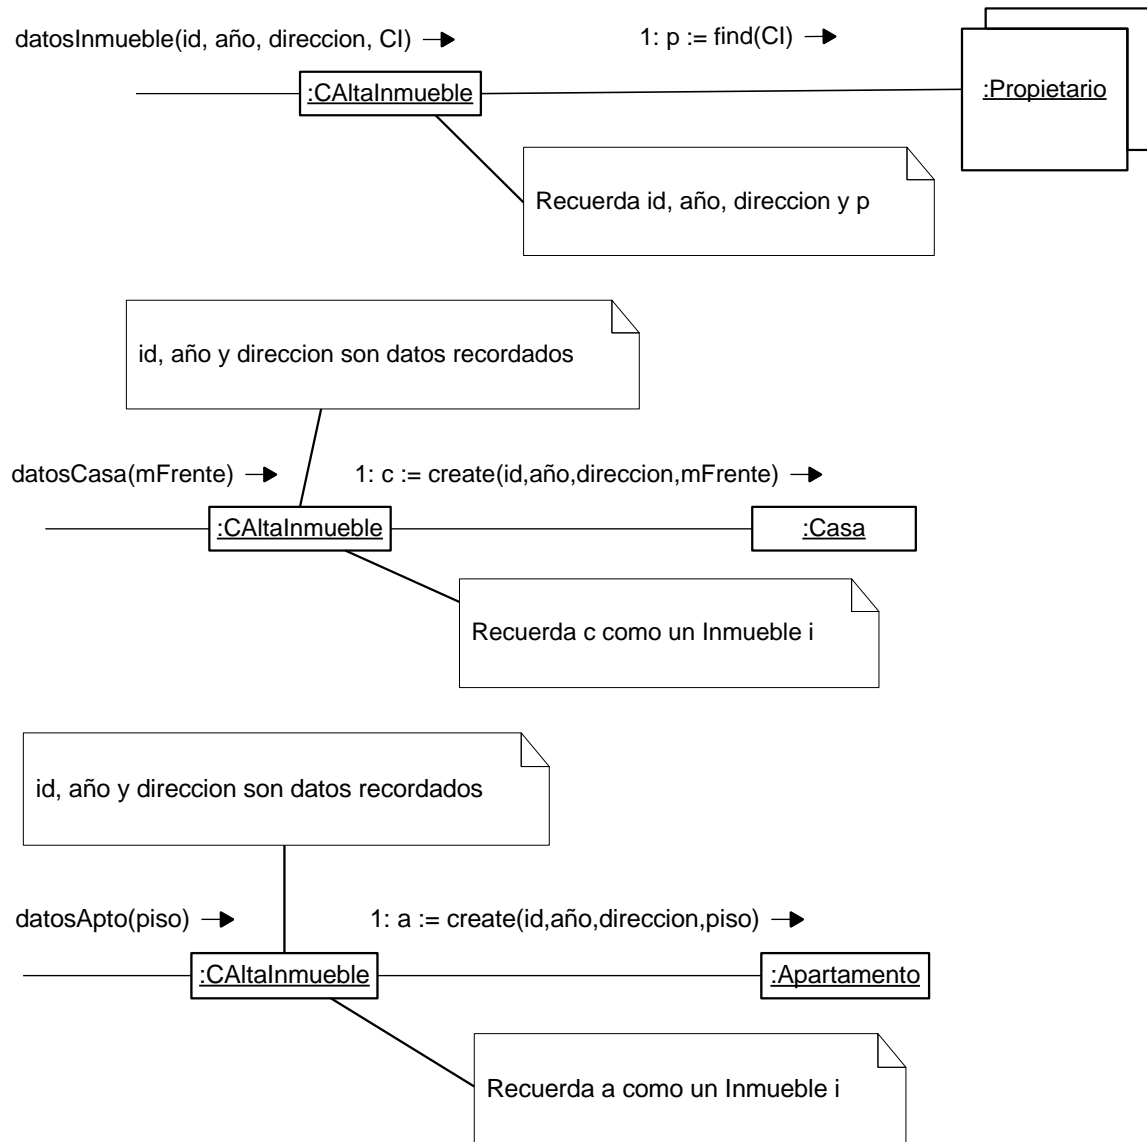 datosInmueble(id, año, direccion, CI)
1: p := find(CI)
:CAltaInmueble
:Propietario
Recuerda id, año, direccion y p
id, año y direccion son datos recordados
datosCasa(mFrente)
1: c := create(id,año,direccion,mFrente)
:CAltaInmueble
:Casa
Recuerda c como un Inmueble i
id, año y direccion son datos recordados
datosApto(piso)
1: a := create(id,año,direccion,piso)
:CAltaInmueble
:Apartamento
Recuerda a como un Inmueble i